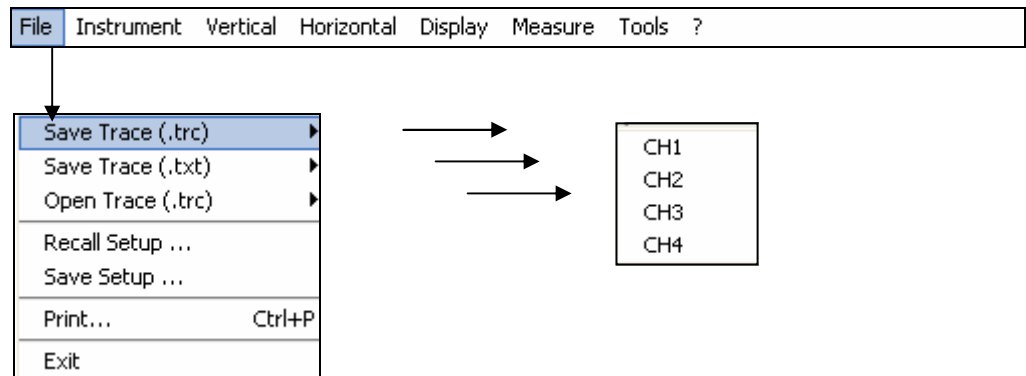 File Instrument Vertical Horizontal Display Measure Tools ?
Save Trace (.trc)
Save Trace (.txt)
Open Trace (.trc)
Recall Setup ...
Save Setup ...
Print... Ctrl+P
Exit
CH1
CH2
CH3
CH4